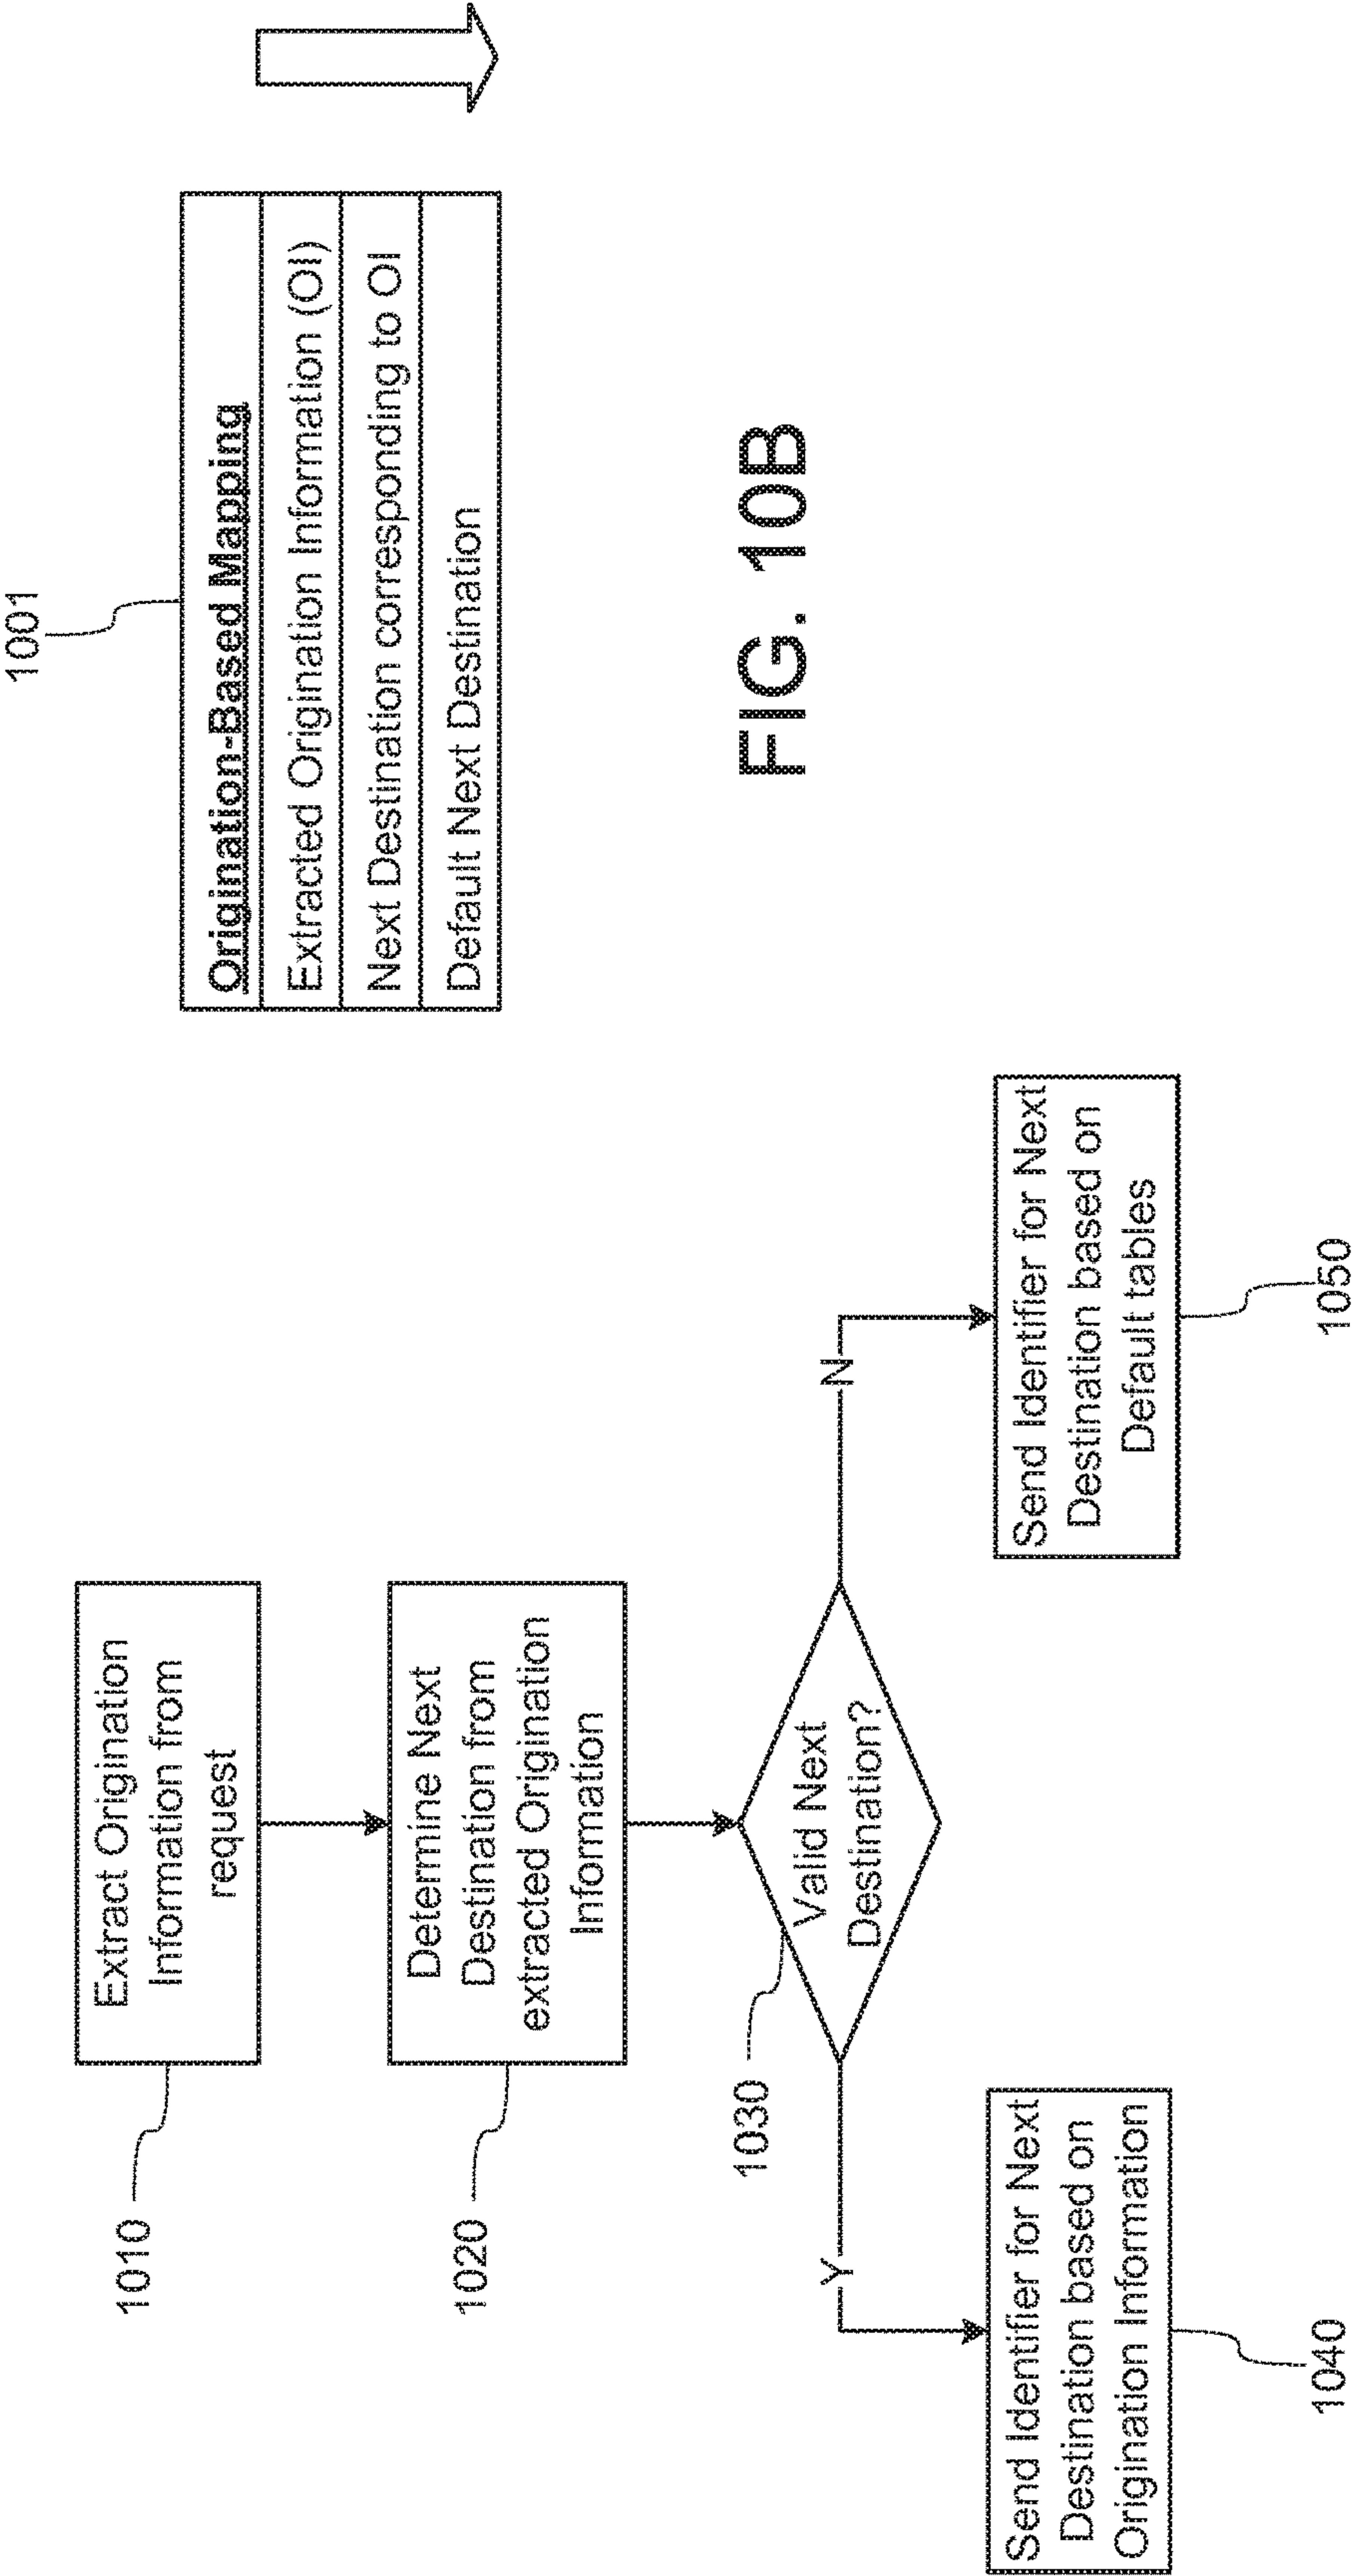 1010
Extract Origination
Information from
request
1020
Determine Next
Destination from
extracted Origination
Information
1030
Valid Next
Destination?
Y
N
Send Identifier for Next
Destination based on
Origination Information
1040
Send Identifier for Next
Destination based on
Default tables
1050
1001
Origination-Based Mapping
Extracted Origination Information (OI)
Next Destination corresponding to OI
Default Next Destination
FIG. 10B